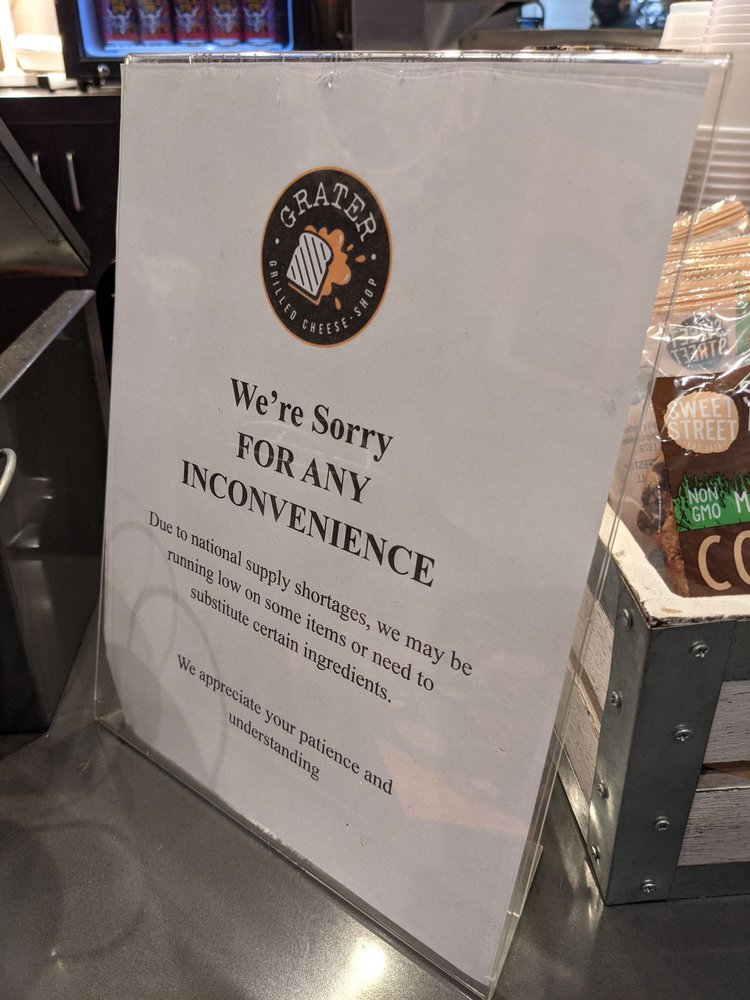 GRATER
GRILLED CHEESE-SHOP
We're Sorry
FOR ANY
INCONVENIENCE
Due to national supply shortages, we may be
running low on some items or need to
substitute certain ingredients.
We appreciate your patience and
understanding
SWEET
STREET
NON
GMO